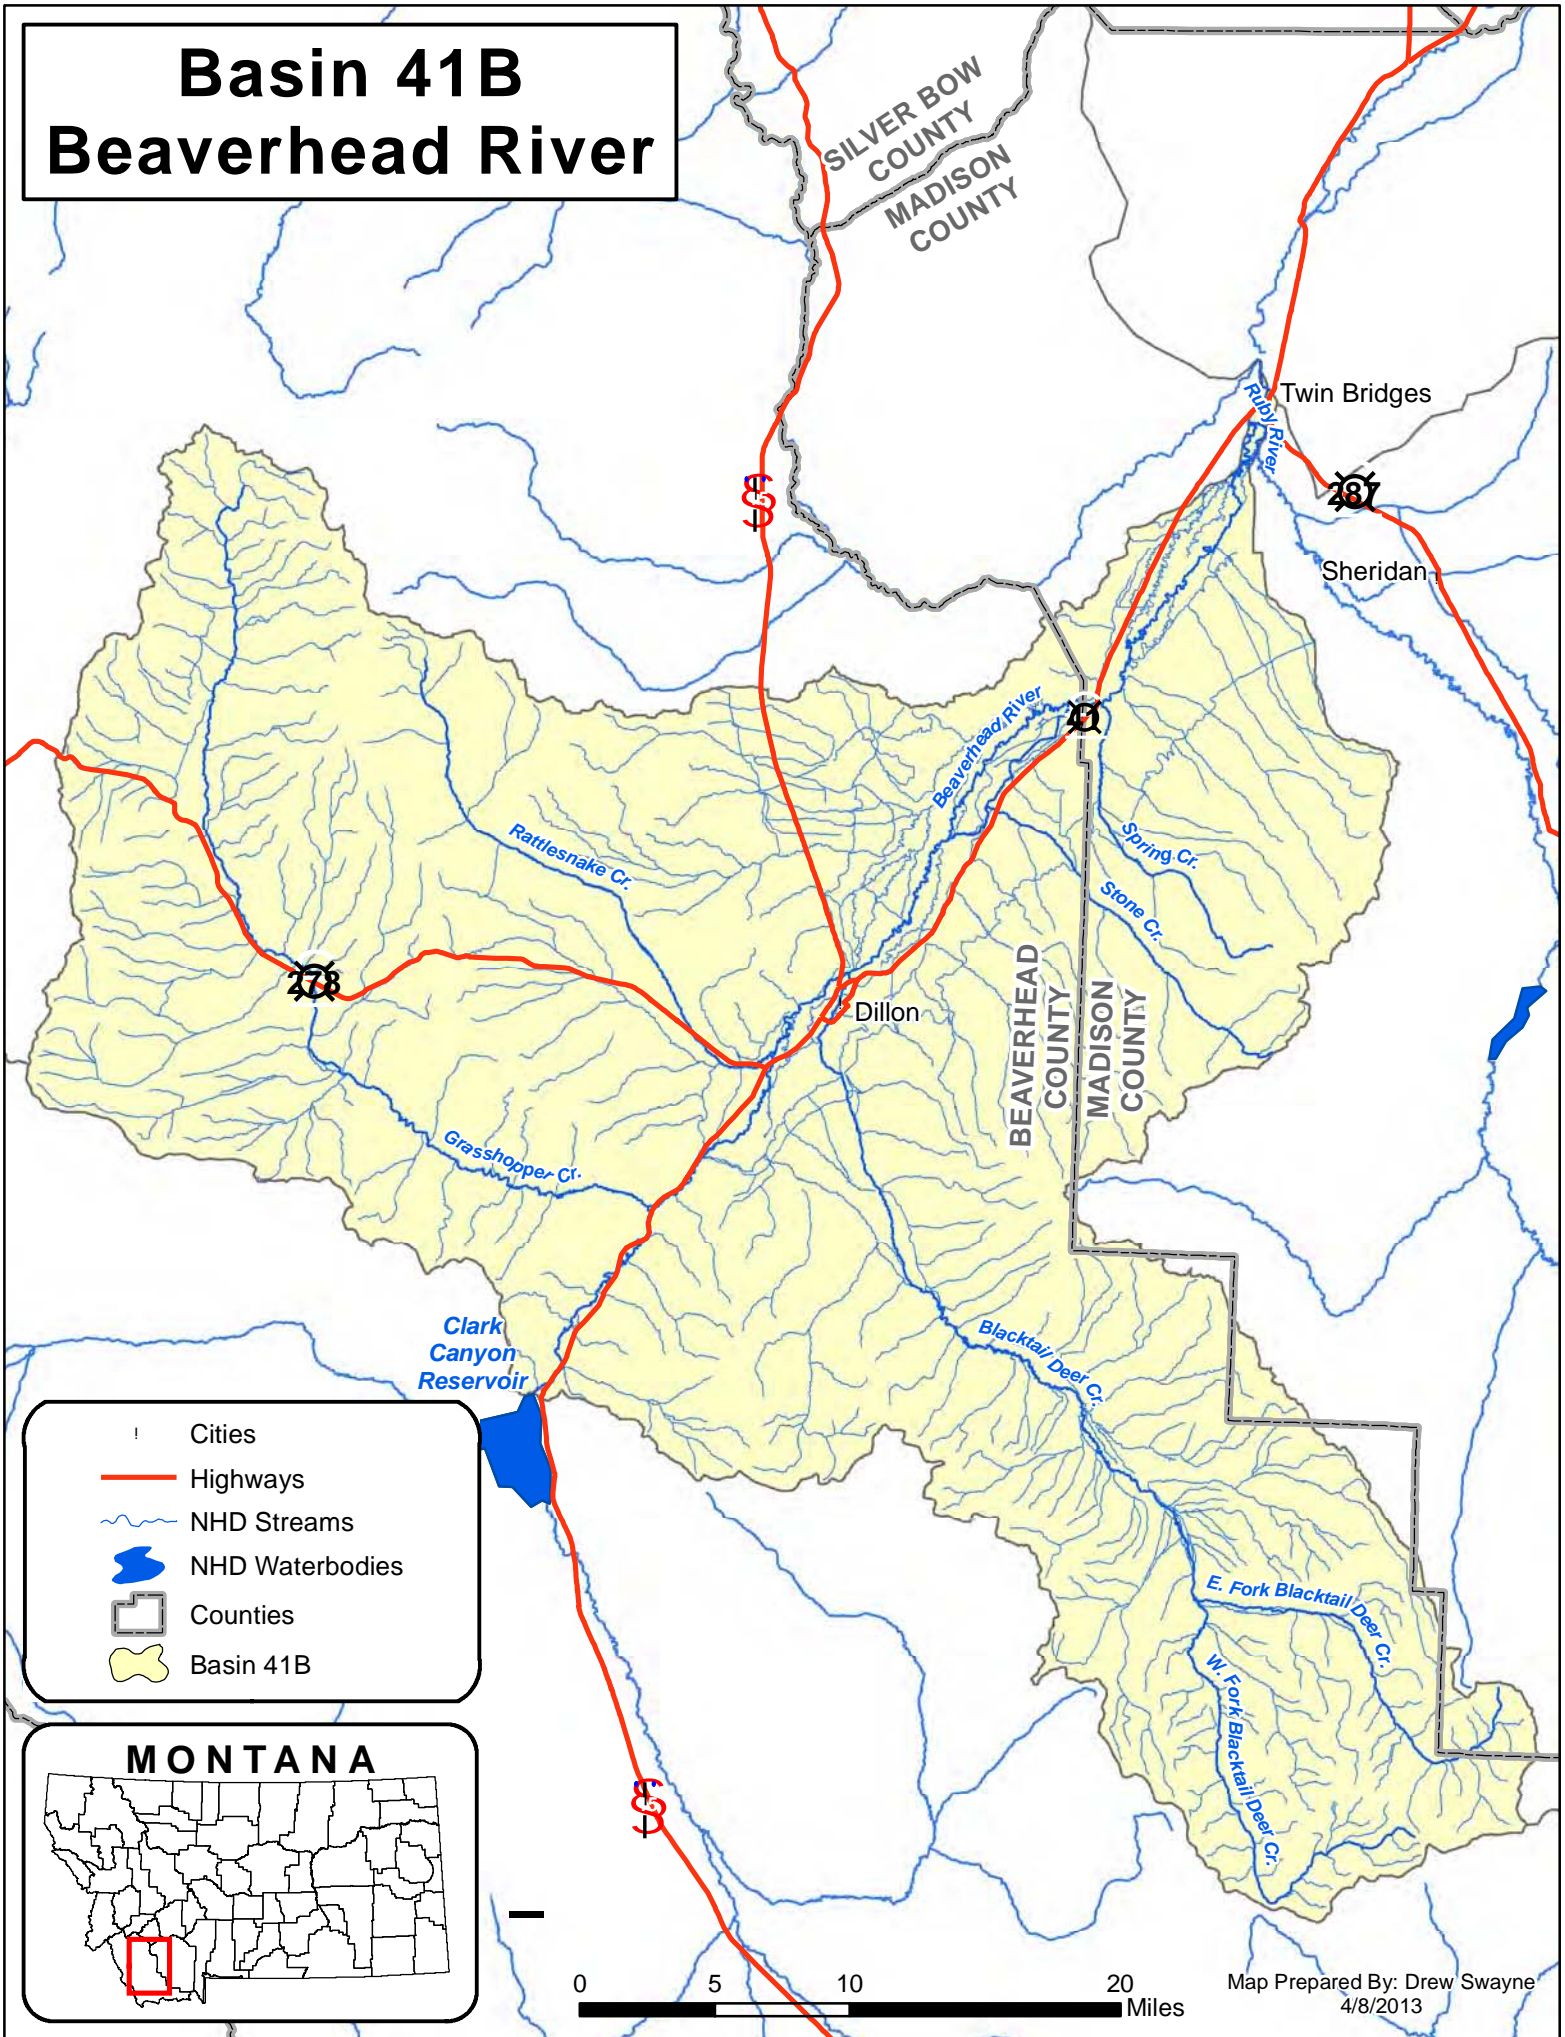 Basin 41B
Beaverhead River
SILVER BOW
COUNTY
MADISON
COUNTY
Twin Bridges
Ruby River
287
Sheridan
Beaverhead River
41
Rattlesnake Cr.
Spring Cr.
Stone Cr.
278
Dillon
BEAVERHEAD
COUNTY
MADISON
COUNTY
Grasshopper Cr.
Clark
Canyon
Reservoir
Blacktail Deer Cr.
E. Fork Blacktail Deer Cr.
W. Fork Blacktail Deer Cr.
! Cities
Highways
NHD Streams
NHD Waterbodies
Counties
Basin 41B
MONTANA
0 5 10 20
Miles
Map Prepared By: Drew Swayne
4/8/2013